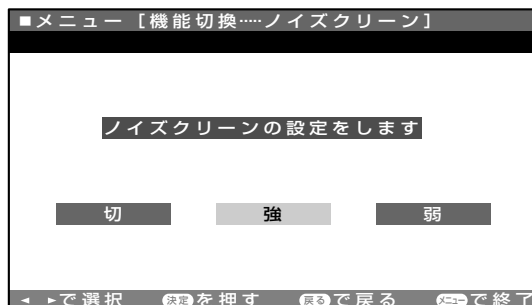 ■メニュー [機能切換……ノイズクリーン]
ノイズクリーンの設定をします
切 強 弱
◄ ►で選択 決定を押す 戻るで戻る メニューで終了